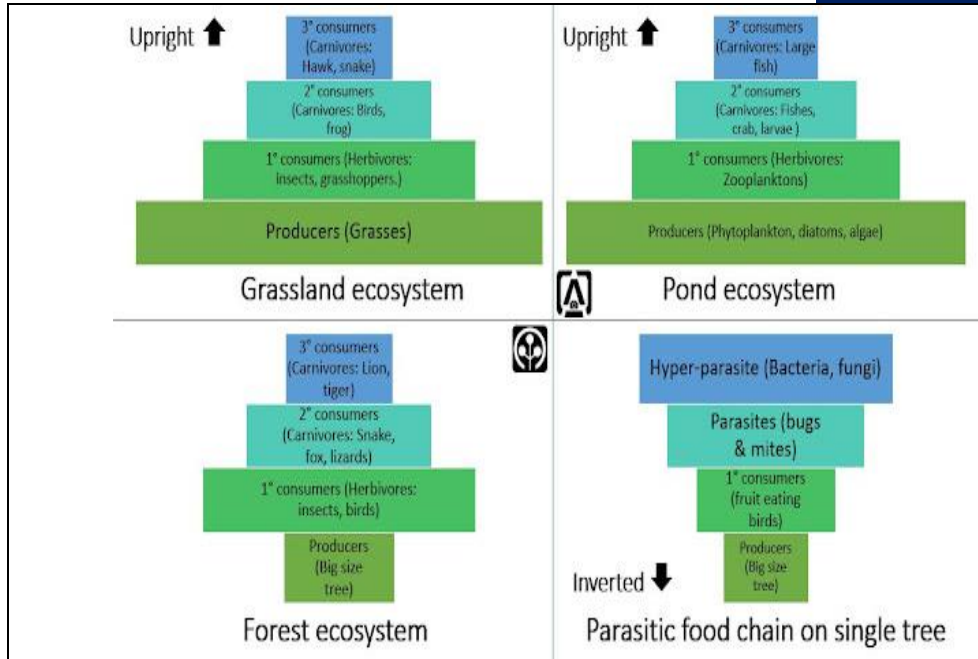 Upright
3° consumers
(Carnivores:
Hawk, snake)
2° consumers
(Carnivores: Birds,
frog)
1° consumers (Herbivores:
insects, grasshoppers.)
Producers (Grasses)
Grassland ecosystem
Upright
3° consumers
(Carnivores: Large
fish)
2° consumers
(Carnivores: Fishes,
crab, larvae )
1° consumers (Herbivores:
Zooplanktons)
Producers (Phytoplankton, diatoms, algae)
Pond ecosystem
3° consumers
(Carnivores: Lion,
tiger)
2° consumers
(Carnivores: Snake,
fox, lizards)
1° consumers (Herbivores:
insects, birds)
Producers
(Big size
tree)
Forest ecosystem
Hyper-parasite (Bacteria, fungi)
Parasites (bugs
& mites)
1° consumers
(fruit eating
birds)
Producers
(Big size
tree)
Inverted
Parasitic food chain on single tree